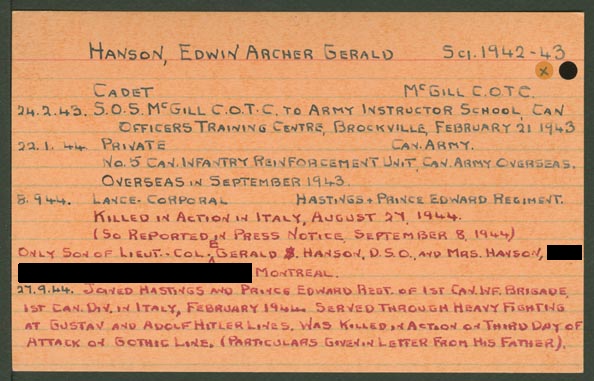 HANSON, EDWIN ARCHER GERALD SCI. 1942-43
x
CADET McGILL C.O.T.C.
24.2.43. S.O.S. McGILL C.O.T.C. TO ARMY INSTRUCTOR SCHOOL, CAN
OFFICERS TRAINING CENTRE, BROCKVILLE, FEBRUARY 21 1943
22.1.44. PRIVATE CAN. ARMY.
NO. 5 CAN. INFANTRY REINFORCEMENT UNIT, CAN. ARMY OVERSEAS.
OVERSEAS IN SEPTEMBER 1943.
8.9.44. LANCE-CORPORAL HASTINGS + PRINCE EDWARD REGIMENT.
KILLED IN ACTION IN ITALY, AUGUST 27, 1944.
(SO REPORTED IN PRESS NOTICE, SEPTEMBER 8, 1944)
ONLY SON OF LIEUT.-COL. E GERALD S. HANSON, D.S.O., AND MRS. HANSON,
MONTREAL.
27.9.44. JOINED HASTINGS AND PRINCE EDWARD REGT. OF 1ST CAN. INF. BRIGADE,
1ST CAN. DIV. IN ITALY, FEBRUARY 1944. SERVED THROUGH HEAVY FIGHTING
AT GUSTAV AND ADOLF HITLER LINES. WAS KILLED IN ACTION ON THIRD DAY OF
ATTACK ON GOTHIC LINE. (PARTICULARS GIVEN IN LETTER FROM HIS FATHER).